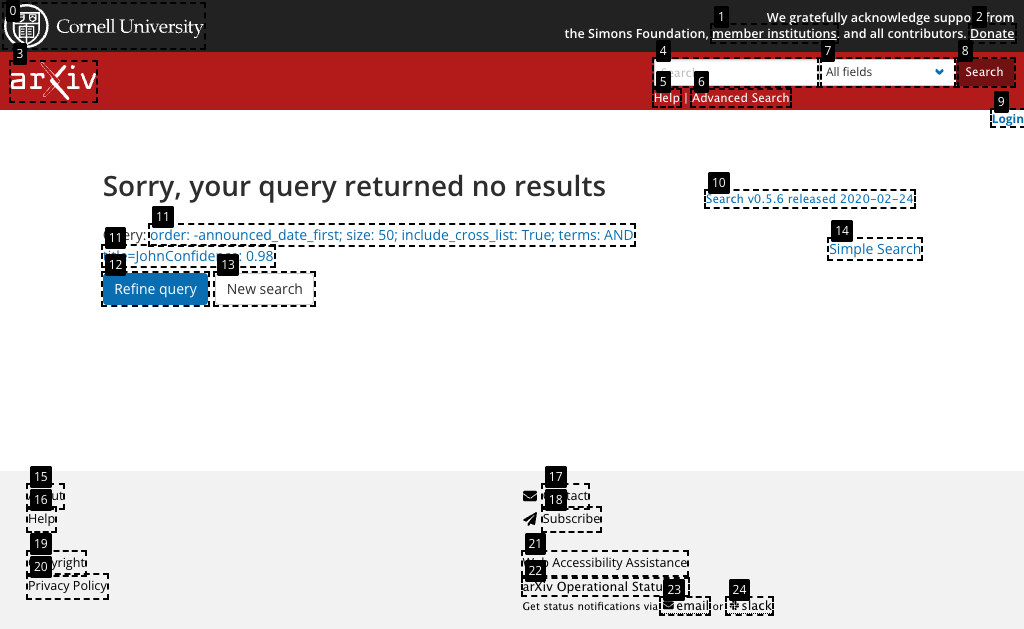 0
Cornell University
1
2
We gratefully acknowledge support from
the Simons Foundation, member institutions, and all contributors. Donate
3
arXiv
4
7
8
Search...
All fields
Search
5
6
Help | Advanced Search
9
Login
Sorry, your query returned no results
10
Search v0.5.6 released 2020-02-24
11
Query: order: -announced_date_first; size: 50; include_cross_list: True; terms: AND
11
title=JohnConfidence: 0.98
14
Simple Search
12
13
Refine query
New search
15
About
16
Help
17
Contact
18
Subscribe
19
Copyright
20
Privacy Policy
21
Web Accessibility Assistance
22
arXiv Operational Status
23
24
Get status notifications via email or slack